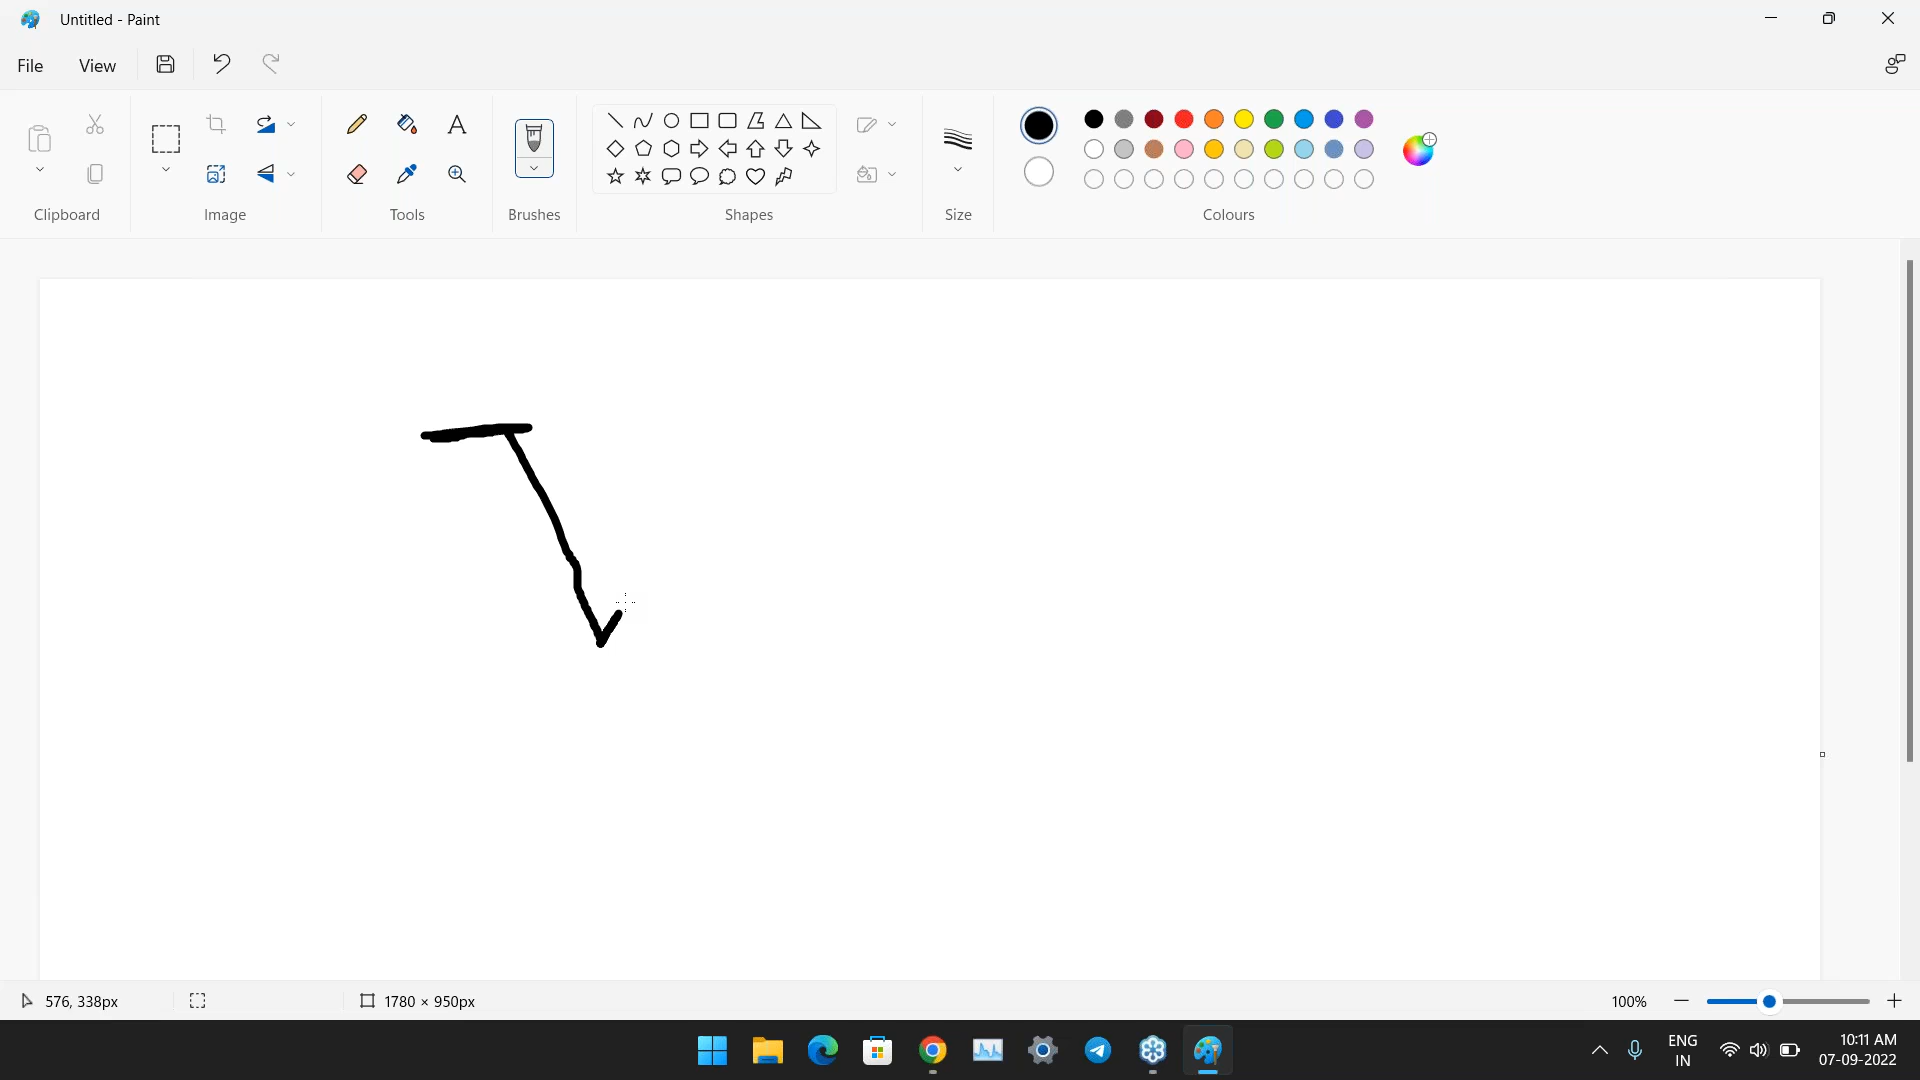 Untitled - Paint
File View
Clipboard Image Tools Brushes Shapes Size Colours
576, 338px 1780 × 950px 100%
ENG 10:11 AM
IN 07-09-2022